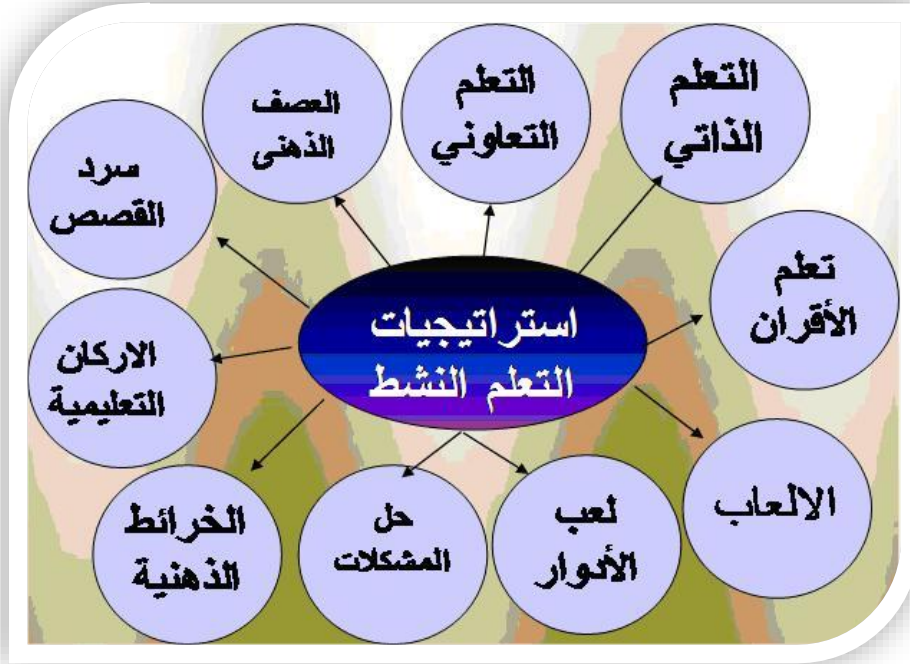 استراتيجيات
التعلم النشط
التعلم
الذاتي
التعلم
التعاوني
العصف
الذهنى
سرد
القصص
الاركان
التعليمية
الخرائط
الذهنية
حل
المشكلات
لعب
الأدوار
الالعاب
تعلم
الأقران